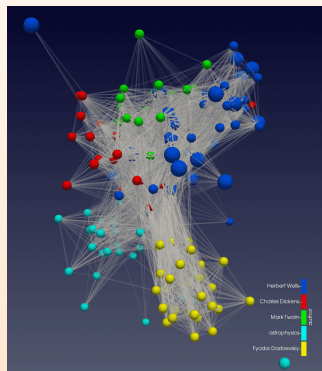 Herbert Wells
Charles Dickens
Mark Twain
astrophysics
Fyodor Dostoevsky
author